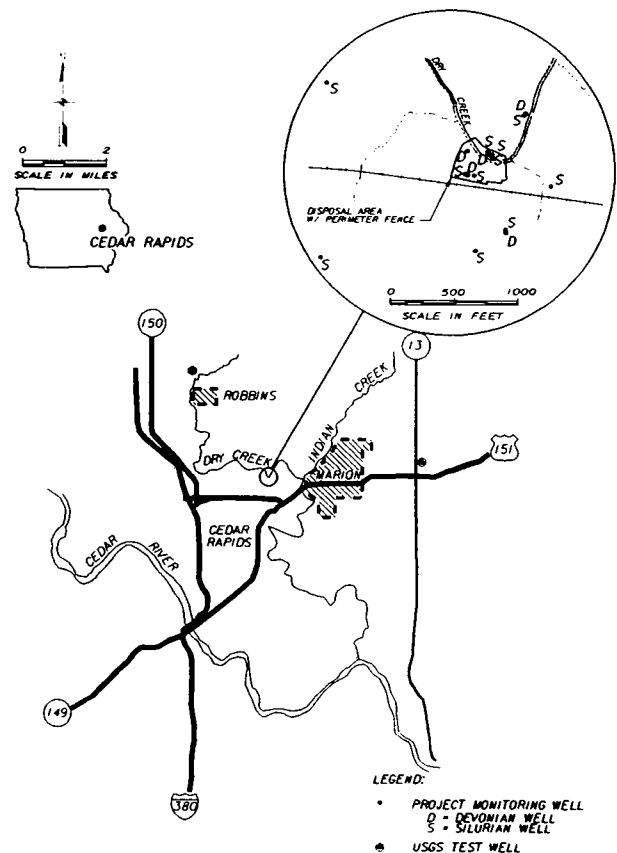 0 2
SCALE IN MILES
CEDAR RAPIDS
DRY
CREEK
S
D
S
S S
D D
S D S
S
DISPOSAL AREA
W/ PERIMETER FENCE
S
D
S
S
0 500 1000
SCALE IN FEET
150
13
ROBBINS
INDIAN CREEK
DRY CREEK
MARION
151
CEDAR
RAPIDS
CEDAR RIVER
149
380
LEGEND:
PROJECT MONITORING WELL
D = DEVONIAN WELL
S = SILURIAN WELL
USGS TEST WELL